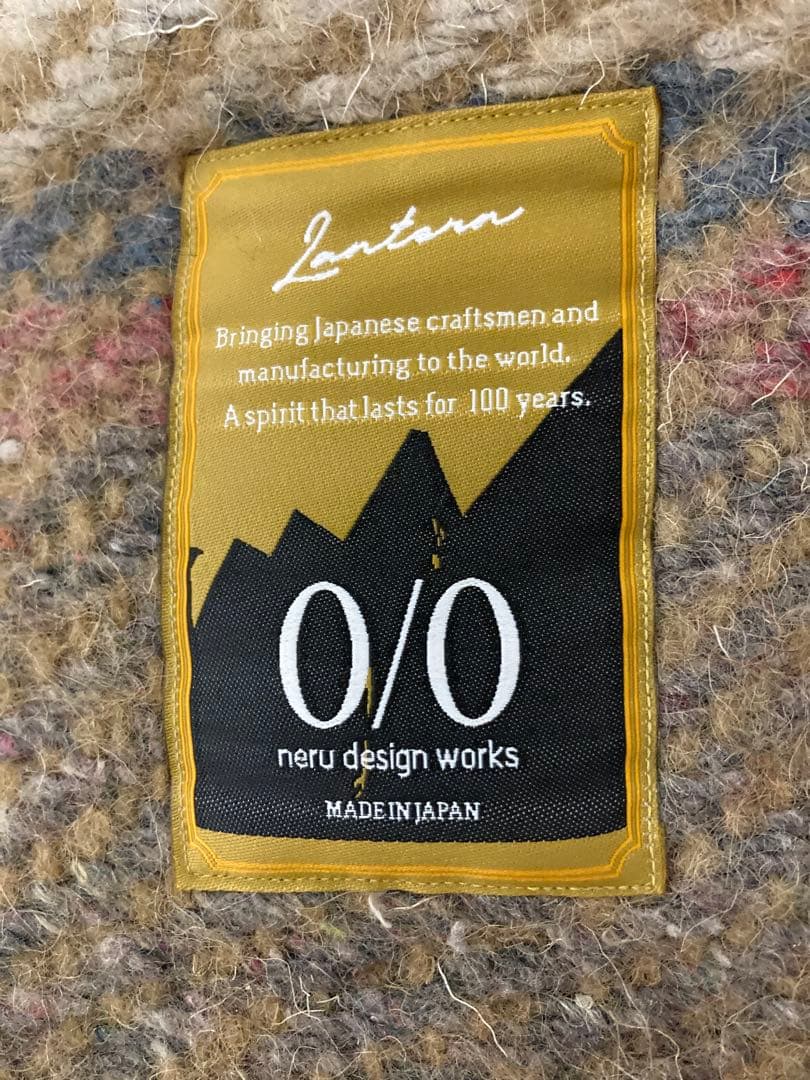 Lantern
Bringing Japanese craftsmen and
manufacturing to the world.
A spirit that lasts for 100 years.
0/0
neru design works
MADE IN JAPAN